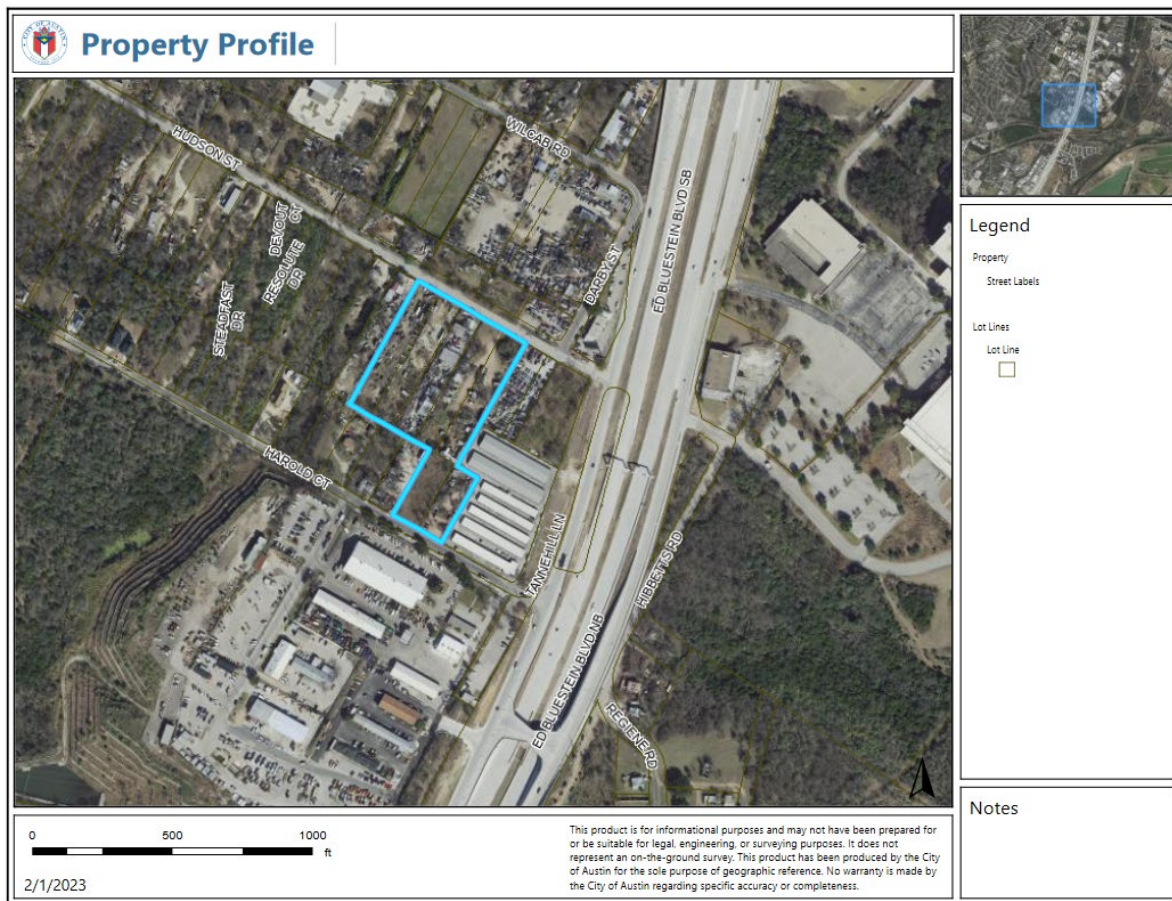 CITY OF AUSTIN
Property Profile
WILCAB RD
HUDSON ST
DEVOUT
CT
RESOLUTE
DR
STEADFAST
DR
DARBY ST
ED BLUESTEIN BLVD SB
HAROLD CT
TANNEHILL LN
HIBBETTS RD
ED BLUESTEIN BLVD NB
REGIENE RD
Legend
Property
Street Labels
Lot Lines
Lot Line
Notes
0 500 1000
ft
2/1/2023
This product is for informational purposes and may not have been prepared for
or be suitable for legal, engineering, or surveying purposes. It does not
represent an on-the-ground survey. This product has been produced by the City
of Austin for the sole purpose of geographic reference. No warranty is made by
the City of Austin regarding specific accuracy or completeness.